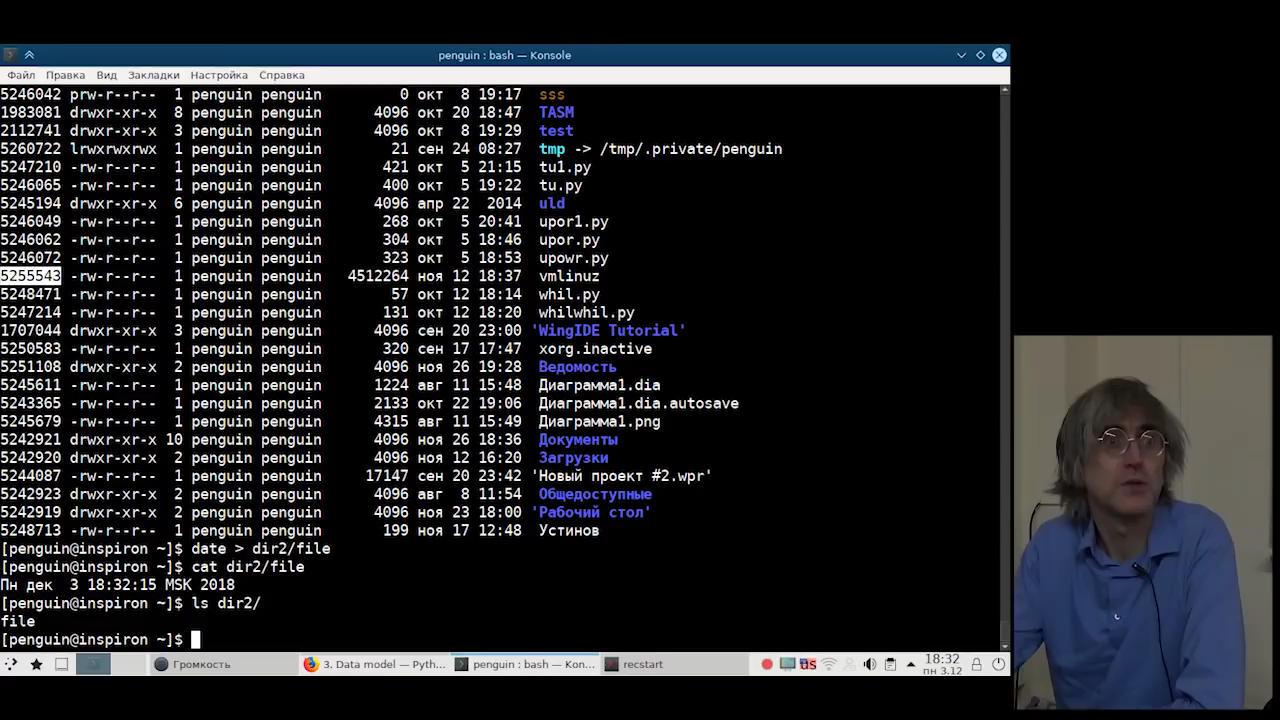 penguin : bash — Konsole
Файл Правка Вид Закладки Настройка Справка
5246042 prw-r--r-- 1 penguin penguin 0 окт 8 19:17 sss
1983081 drwxr-xr-x 8 penguin penguin 4096 окт 20 18:47 TASM
2112741 drwxr-xr-x 3 penguin penguin 4096 окт 8 19:29 test
5260722 lrwxrwxrwx 1 penguin penguin 21 сен 24 08:27 tmp -> /tmp/.private/penguin
5247210 -rw-r--r-- 1 penguin penguin 421 окт 5 21:15 tu1.py
5246065 -rw-r--r-- 1 penguin penguin 400 окт 5 19:22 tu.py
5245194 drwxr-xr-x 6 penguin penguin 4096 апр 22 2014 uld
5246049 -rw-r--r-- 1 penguin penguin 268 окт 5 20:41 upor1.py
5246062 -rw-r--r-- 1 penguin penguin 304 окт 5 18:46 upor.py
5246072 -rw-r--r-- 1 penguin penguin 323 окт 5 18:53 upowr.py
5255543 -rw-r--r-- 1 penguin penguin 4512264 ноя 12 18:37 vmlinuz
5248471 -rw-r--r-- 1 penguin penguin 57 окт 12 18:14 whil.py
5247214 -rw-r--r-- 1 penguin penguin 131 окт 12 18:20 whilwhil.py
1707044 drwxr-xr-x 3 penguin penguin 4096 сен 20 23:00 'WingIDE Tutorial'
5250583 -rw-r--r-- 1 penguin penguin 320 сен 17 17:47 xorg.inactive
5251108 drwxr-xr-x 2 penguin penguin 4096 ноя 26 19:28 Ведомость
5245611 -rw-r--r-- 1 penguin penguin 1224 авг 11 15:48 Диаграмма1.dia
5243365 -rw-r--r-- 1 penguin penguin 2133 окт 22 19:06 Диаграмма1.dia.autosave
5245679 -rw-r--r-- 1 penguin penguin 4315 авг 11 15:49 Диаграмма1.png
5242921 drwxr-xr-x 10 penguin penguin 4096 ноя 26 18:36 Документы
5242920 drwxr-xr-x 2 penguin penguin 4096 ноя 12 16:20 Загрузки
5244087 -rw-r--r-- 1 penguin penguin 17147 сен 20 23:42 'Новый проект #2.wpr'
5242923 drwxr-xr-x 2 penguin penguin 4096 авг 8 11:54 Общедоступные
5242919 drwxr-xr-x 2 penguin penguin 4096 ноя 23 18:00 'Рабочий стол'
5248713 -rw-r--r-- 1 penguin penguin 199 ноя 17 12:48 Устинов
[penguin@inspiron ~]$ date > dir2/file
[penguin@inspiron ~]$ cat dir2/file
Пн дек 3 18:32:15 MSK 2018
[penguin@inspiron ~]$ ls dir2/
file
[penguin@inspiron ~]$
Громкость 3. Data model — Pyth... penguin : bash — Kon... recstart us 18:32
пн 3.12